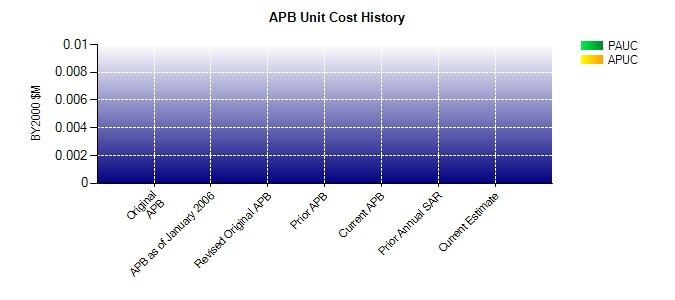 APB Unit Cost History
0.01
0.008
0.006
0.004
0.002
0
BY2000 $M
Original
APB
APB as of January 2006
Revised Original APB
Prior APB
Current APB
Prior Annual SAR
Current Estimate
PAUC
APUC